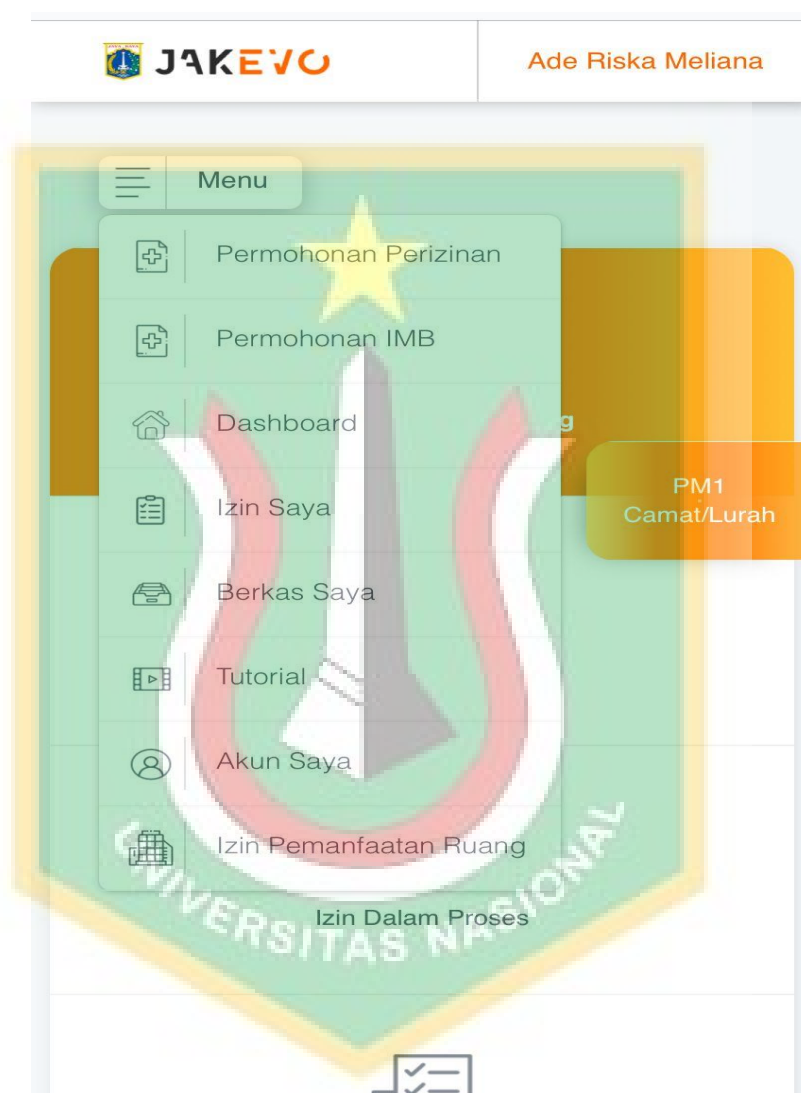 JAKEVO
Ade Riska Meliana
Menu
Permohonan Perizinan
Permohonan IMB
Dashboard
g
PM1
Camat/Lurah
Izin Saya
Berkas Saya
Tutorial
Akun Saya
Izin Pemanfaatan Ruang
Izin Dalam Proses
UNIVERSITAS NASIONAL